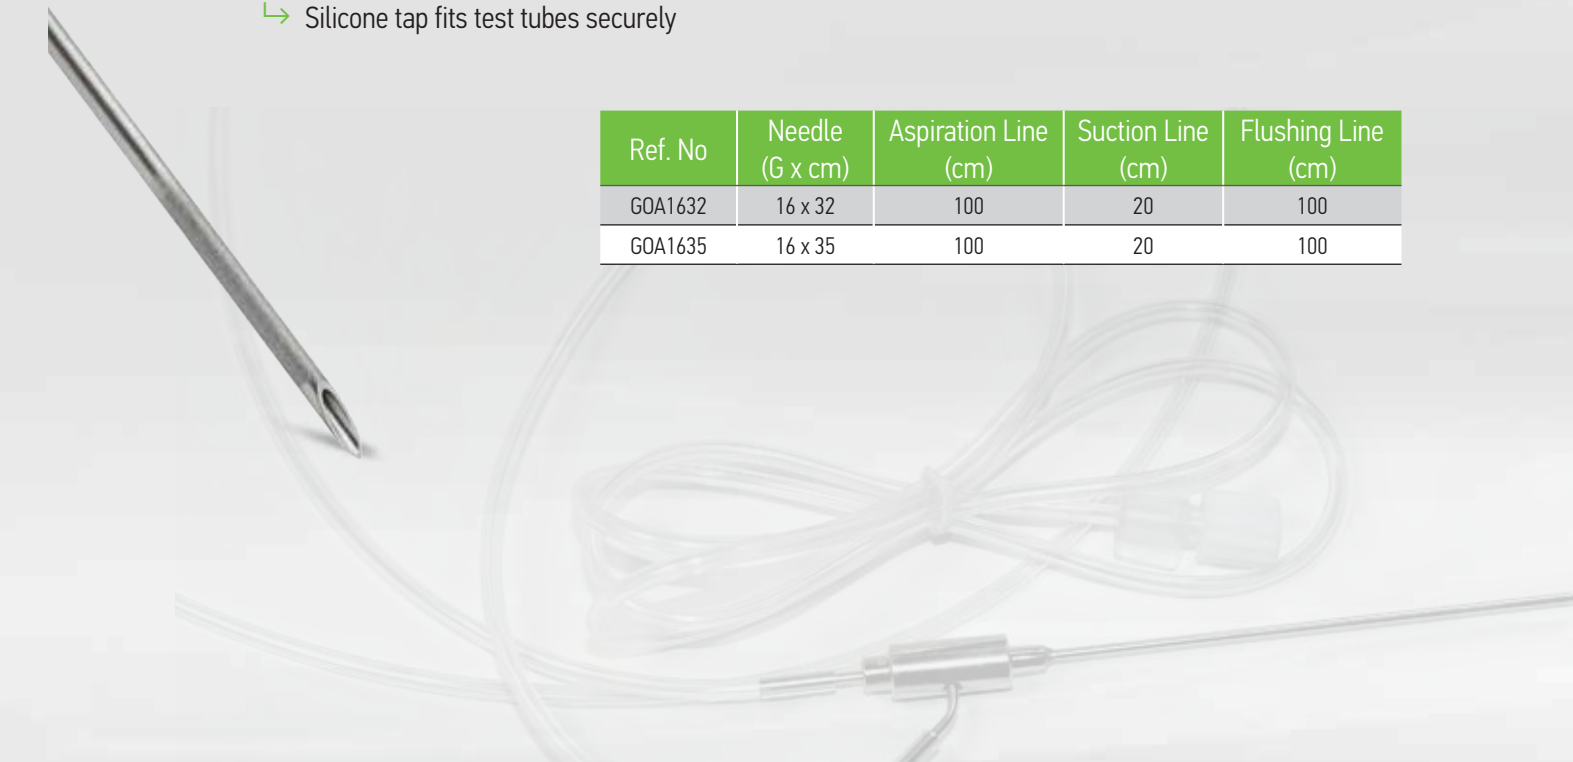 Silicone tap fits test tubes securely
Ref. No Needle (G x cm) Aspiration Line (cm) Suction Line (cm) Flushing Line (cm)
GOA1632 16 x 32 100 20 100
GOA1635 16 x 35 100 20 100